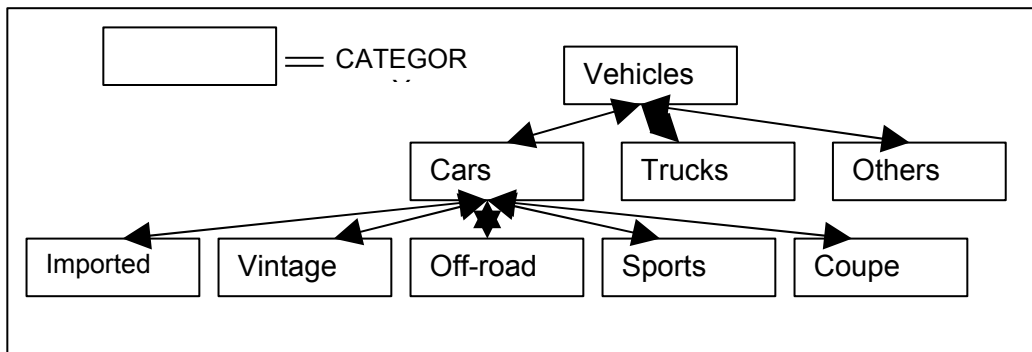 = CATEGOR
Vehicles
Cars
Trucks
Others
Imported
Vintage
Off-road
Sports
Coupe